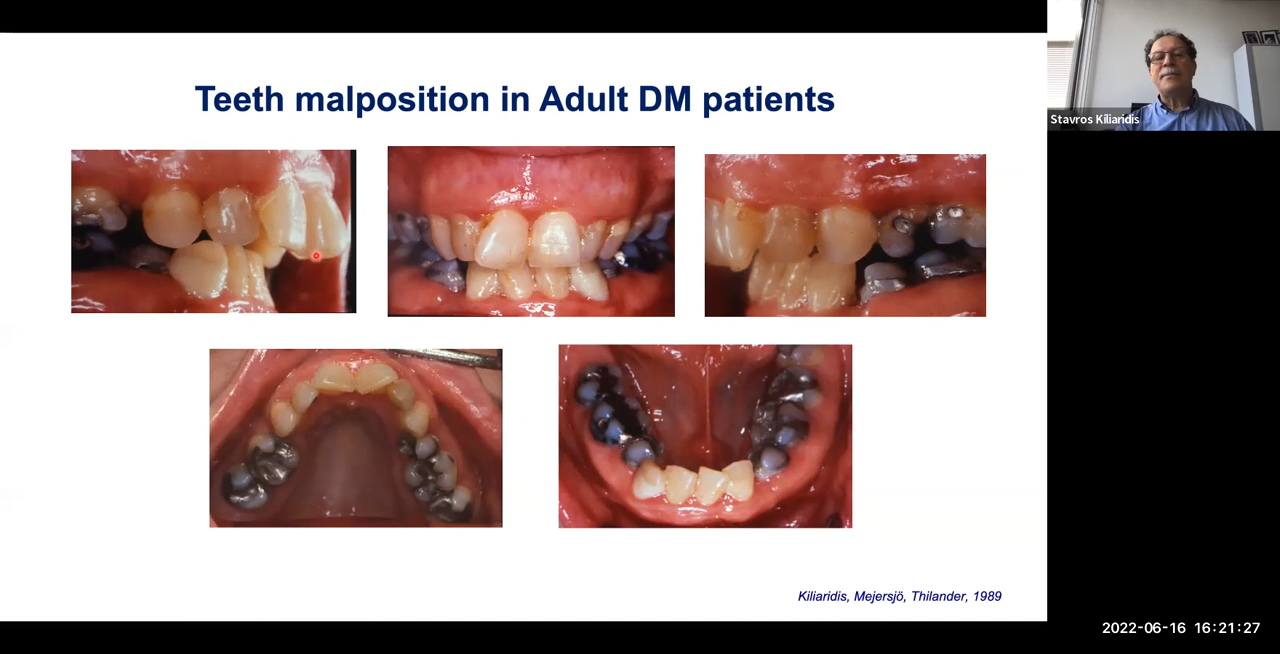 Teeth malposition in Adult DM patients
Stavros Kiliaridis
Kiliaridis, Mejersjö, Thilander, 1989
2022-06-16 16:21:27